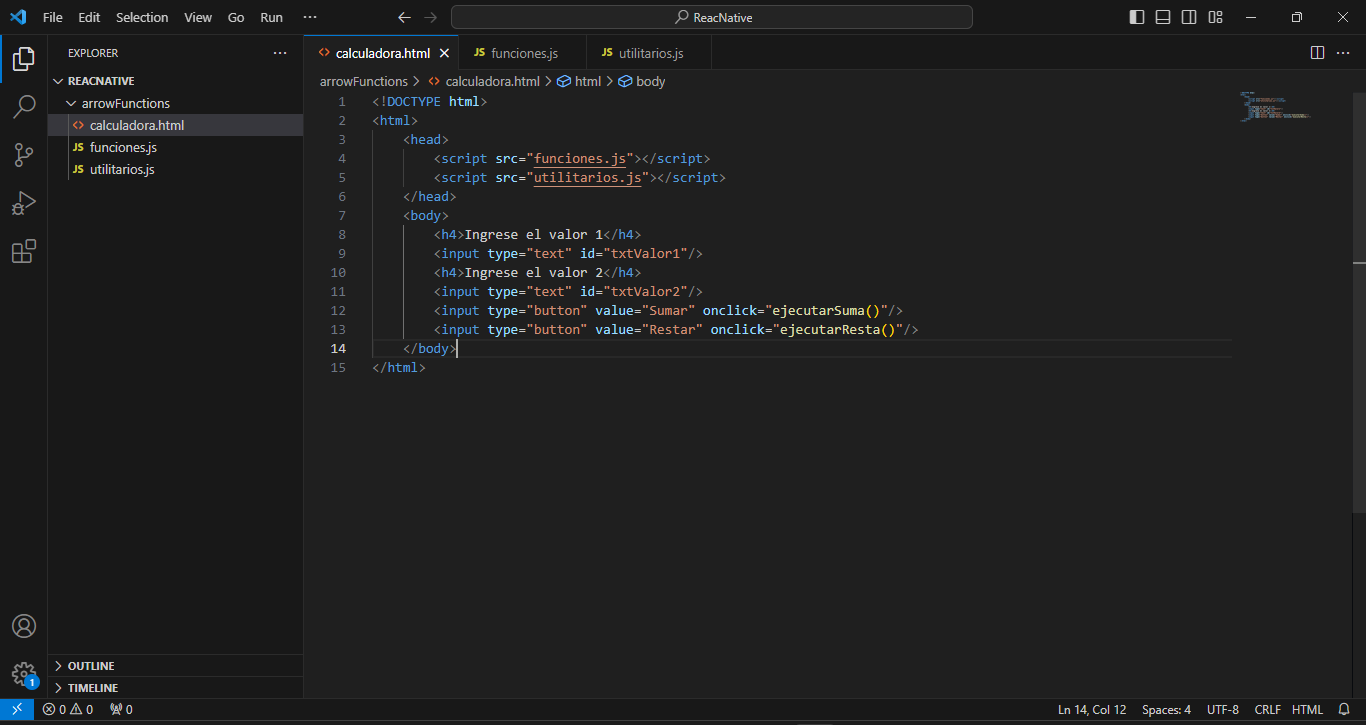 File Edit Selection View Go Run ··· ReacNative
EXPLORER ···
REACNATIVE
arrowFunctions
calculadora.html
JS funciones.js
JS utilitarios.js
OUTLINE
TIMELINE
calculadora.html JS funciones.js JS utilitarios.js
arrowFunctions > calculadora.html > html > body
1 <!DOCTYPE html>
2 <html>
3 <head>
4 <script src="funciones.js"></script>
5 <script src="utilitarios.js"></script>
6 </head>
7 <body>
8 <h4>Ingrese el valor 1</h4>
9 <input type="text" id="txtValor1"/>
10 <h4>Ingrese el valor 2</h4>
11 <input type="text" id="txtValor2"/>
12 <input type="button" value="Sumar" onclick="ejecutarSuma()"/>
13 <input type="button" value="Restar" onclick="ejecutarResta()"/>
14 </body>
15 </html>
1
0 0 0 Ln 14, Col 12 Spaces: 4 UTF-8 CRLF HTML